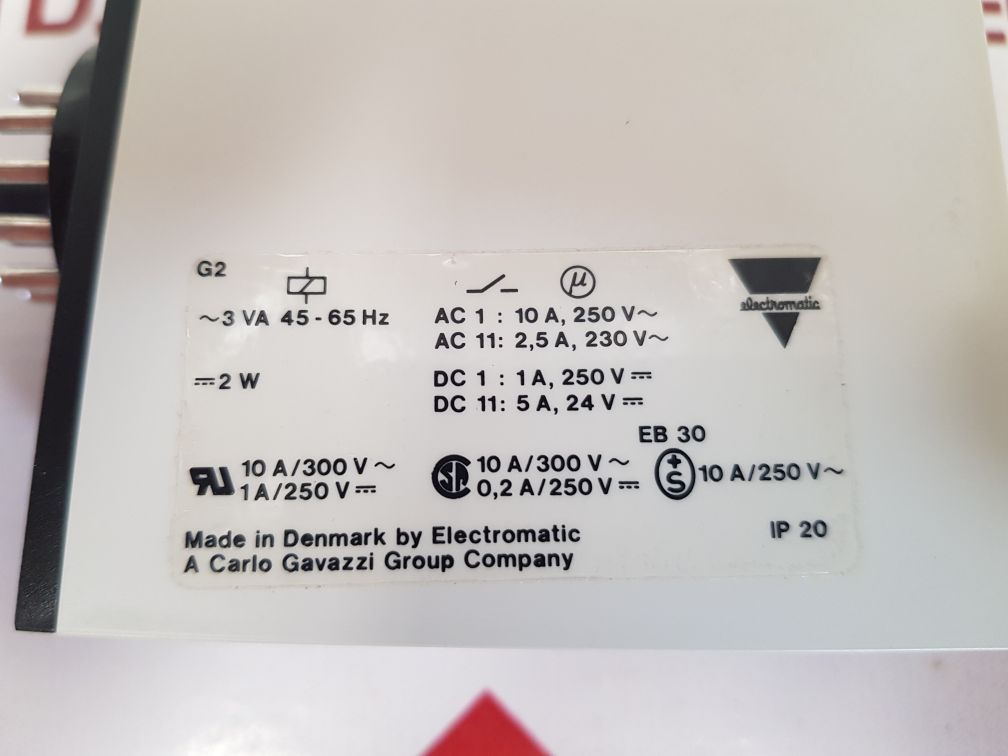 G2
~3 VA 45-65 Hz
⎓2 W
μ
AC 1 : 10 A, 250 V~
AC 11: 2,5 A, 230 V~
DC 1 : 1 A, 250 V⎓
DC 11: 5 A, 24 V⎓
electromatic
EB 30
RU 10 A/300 V~
1 A/250 V⎓
SA 10 A/300 V~
0,2 A/250 V⎓
+S 10 A/250 V~
Made in Denmark by Electromatic
A Carlo Gavazzi Group Company
IP 20